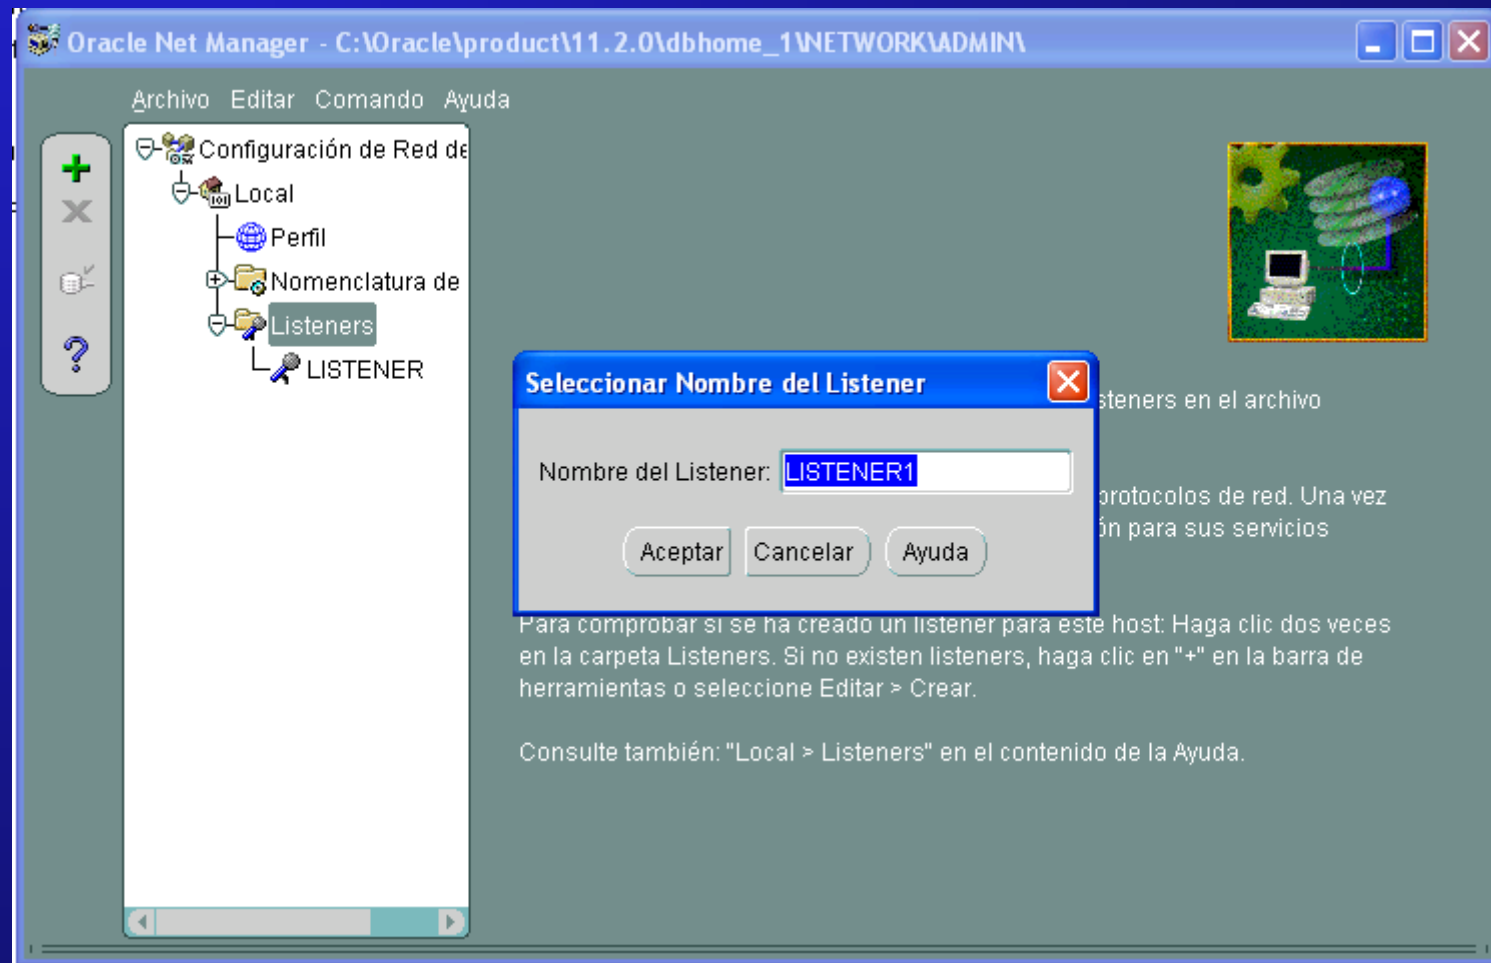 Oracle Net Manager - C:\Oracle\product\11.2.0\dbhome_1\NETWORK\ADMIN\
Archivo Editar Comando Ayuda
Configuración de Red de
Local
Perfil
Nomenclatura de
Listeners
LISTENER
Seleccionar Nombre del Listener
Nombre del Listener: LISTENER1
Aceptar Cancelar Ayuda
en el archivo
protocolos de red. Una vez
para sus servicios
Para comprobar si se ha creado un listener para este host: Haga clic dos veces
en la carpeta Listeners. Si no existen listeners, haga clic en "+" en la barra de
herramientas o seleccione Editar > Crear.
Consulte también: "Local > Listeners" en el contenido de la Ayuda.